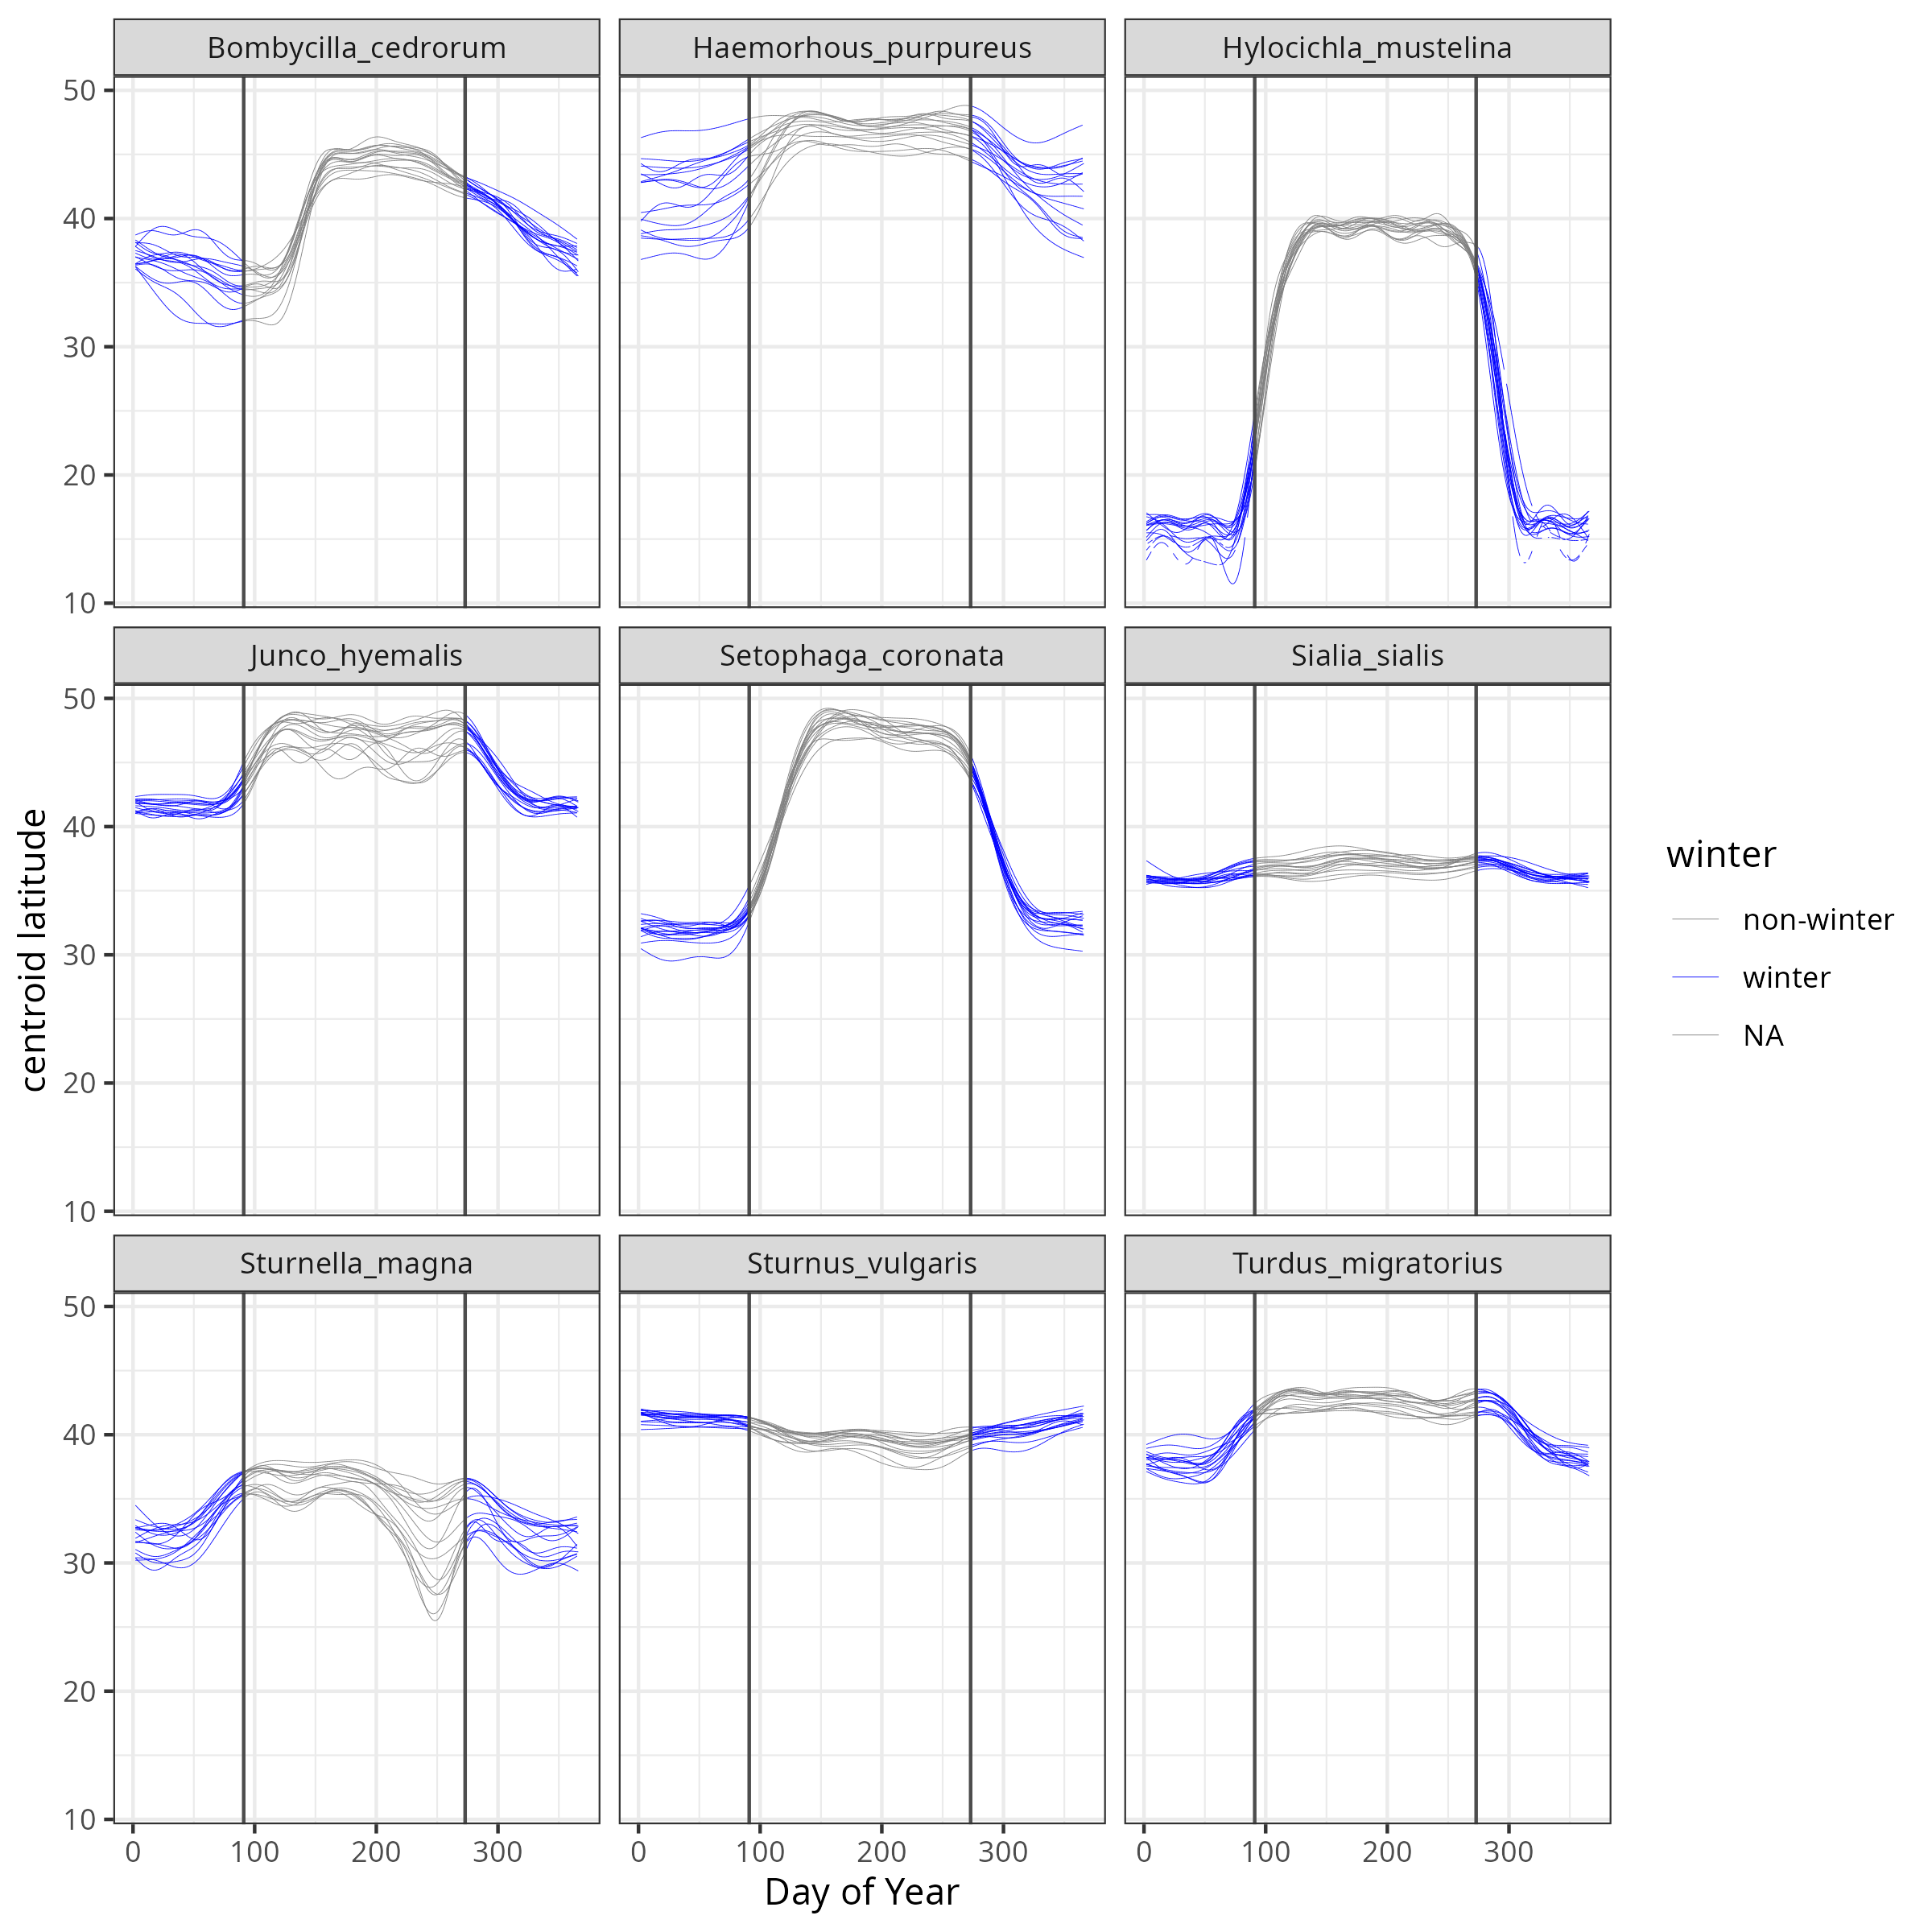 Bombycilla_cedrorum Haemorhous_purpureus Hylocichla_mustelina
50
40
30
20
10
Junco_hyemalis Setophaga_coronata Sialia_sialis
50
40
30
20
10
Sturnella_magna Sturnus_vulgaris Turdus_migratorius
50
40
30
20
10
0 100 200 300 0 100 200 300 0 100 200 300
Day of Year
centroid latitude
winter
non-winter
winter
NA